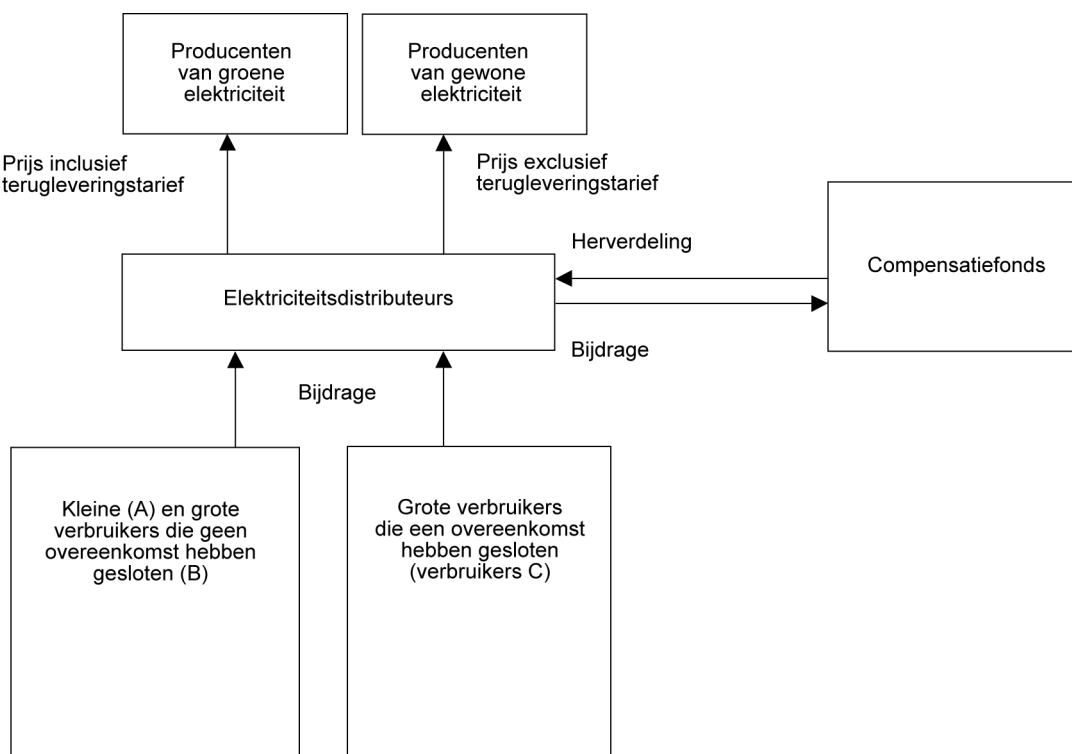 Producenten
van groene
elektriciteit
Producenten
van gewone
elektriciteit
Prijs inclusief
terugleveringstarief
Prijs exclusief
terugleveringstarief
Herverdeling
Compensatiefonds
Elektriciteitsdistributeurs
Bijdrage
Bijdrage
Kleine (A) en grote
verbruikers die geen
overeenkomst hebben
gesloten (B)
Grote verbruikers
die een overeenkomst
hebben gesloten
(verbruikers C)